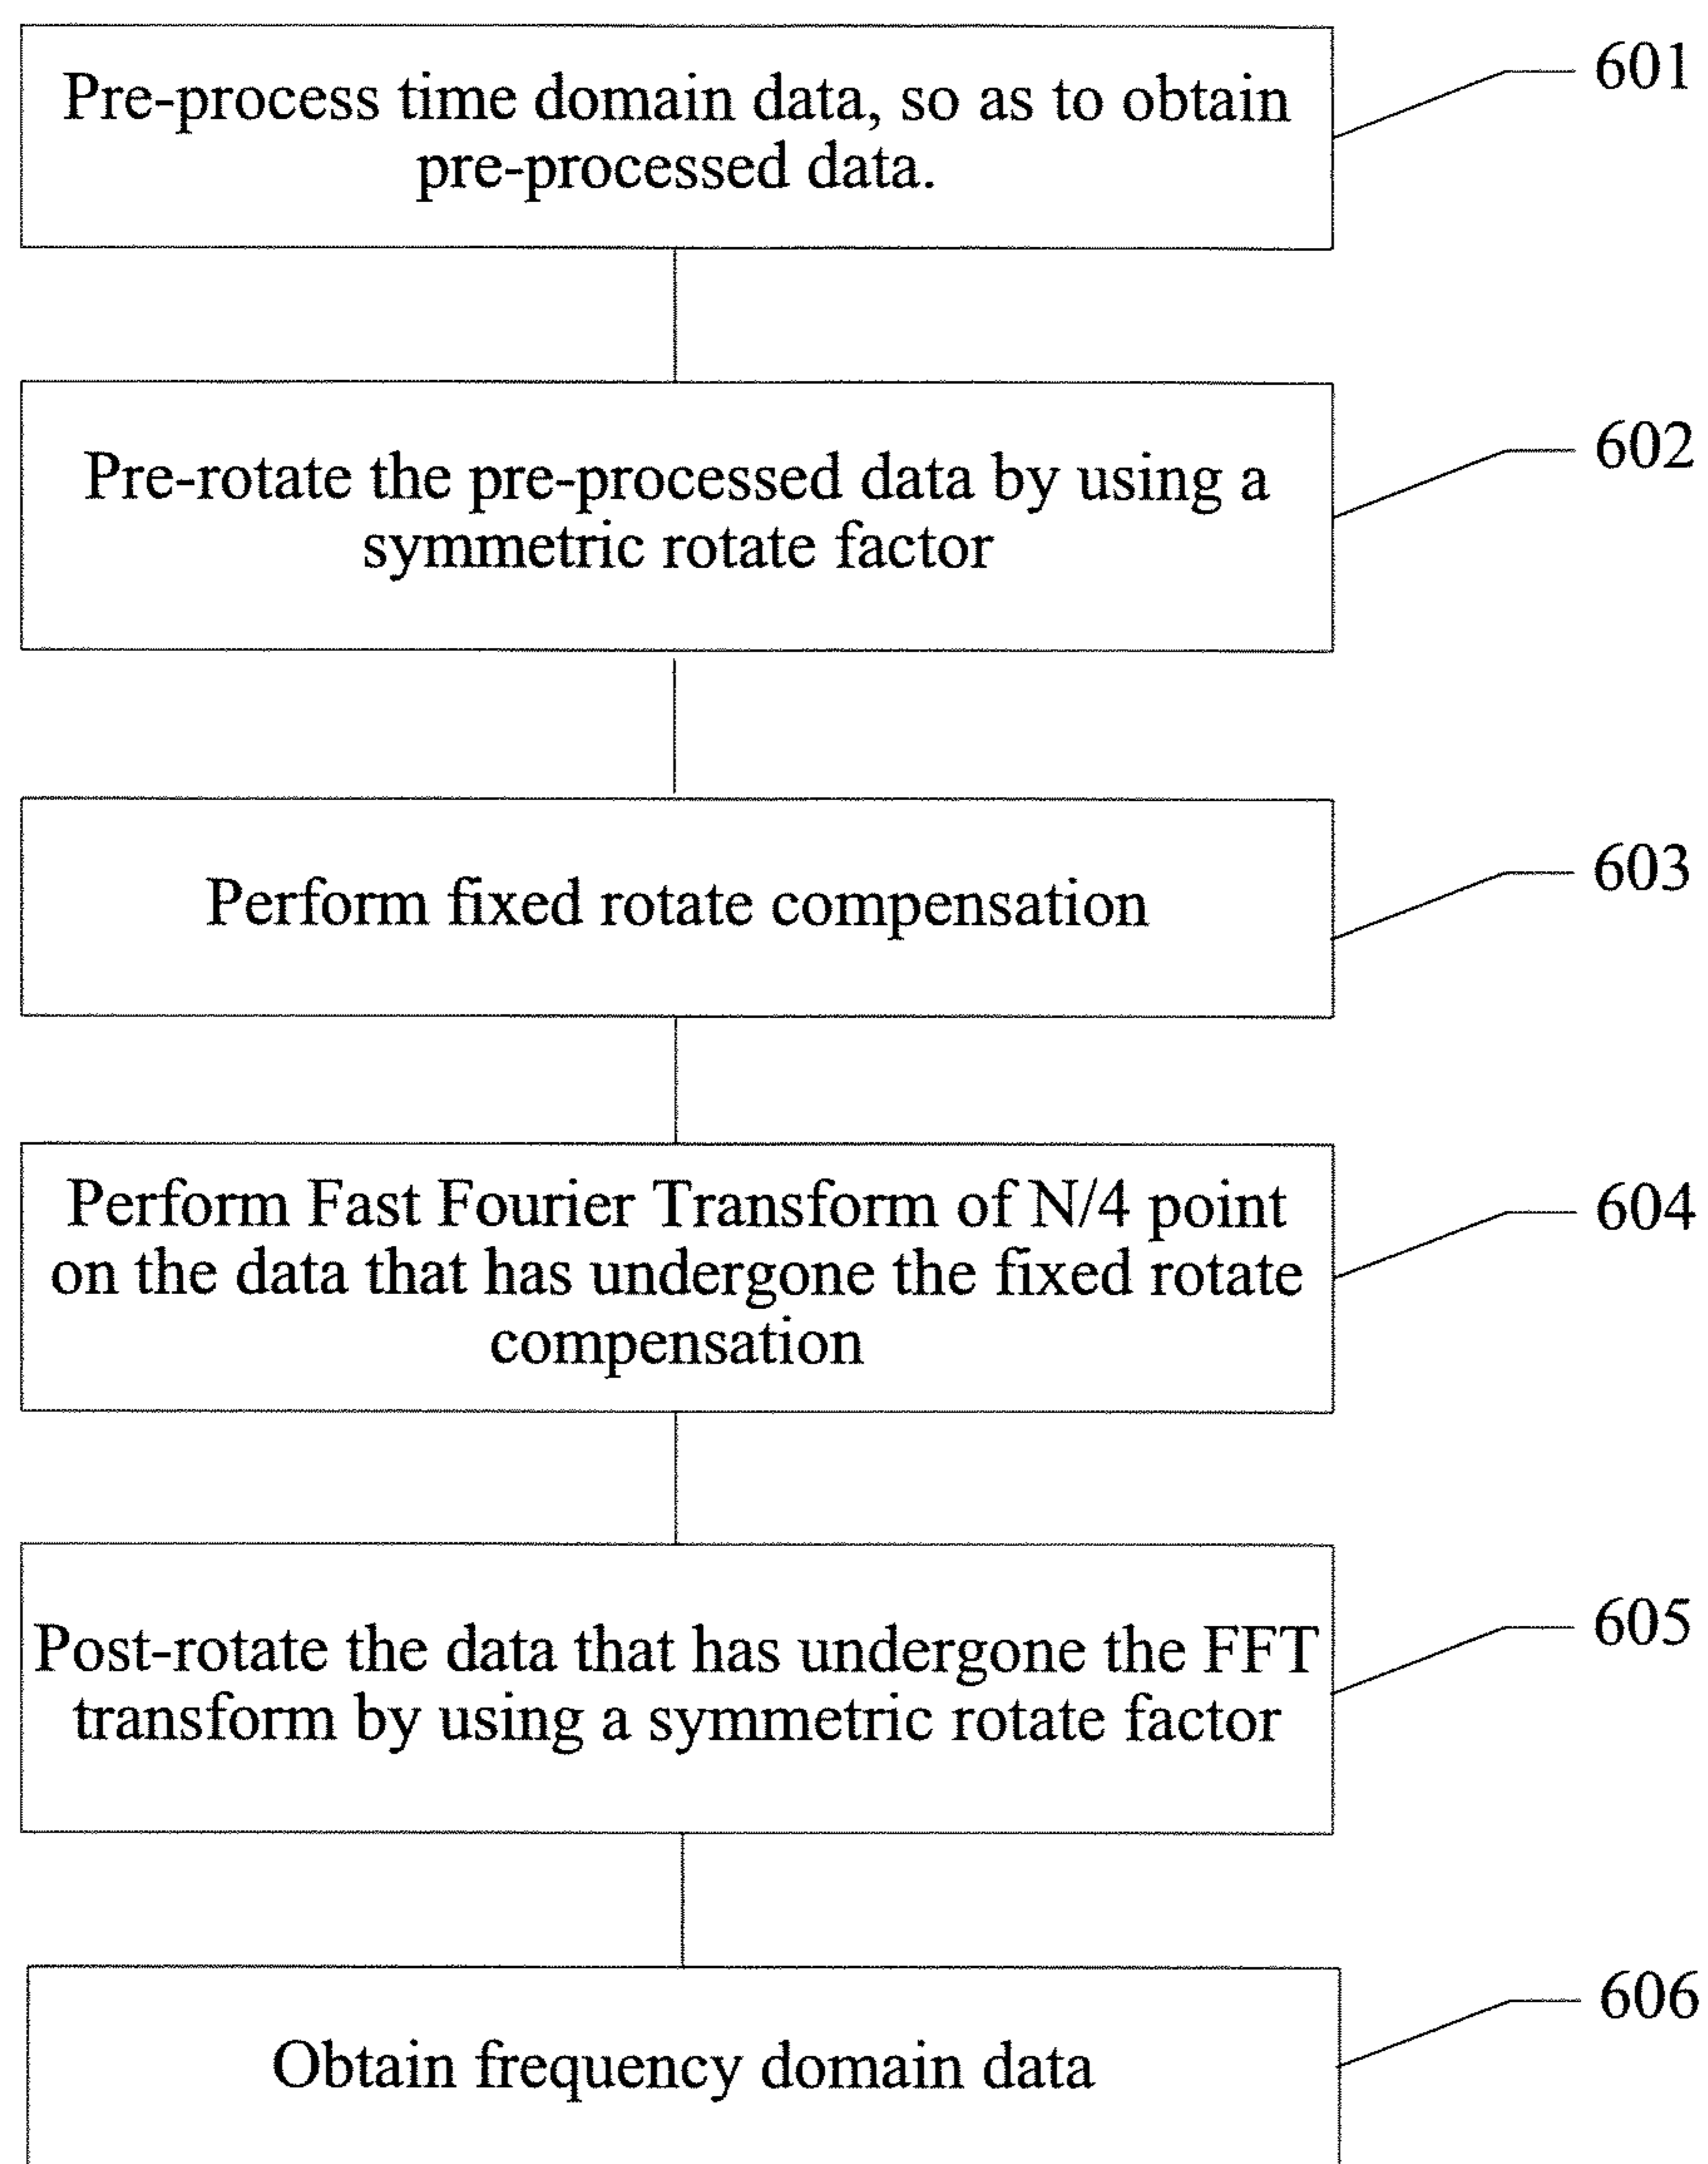 Pre-process time domain data, so as to obtain
pre-processed data.
601
Pre-rotate the pre-processed data by using a
symmetric rotate factor
602
Perform fixed rotate compensation
603
Perform Fast Fourier Transform of N/4 point
on the data that has undergone the fixed rotate
compensation
604
Post-rotate the data that has undergone the FFT
transform by using a symmetric rotate factor
605
Obtain frequency domain data
606